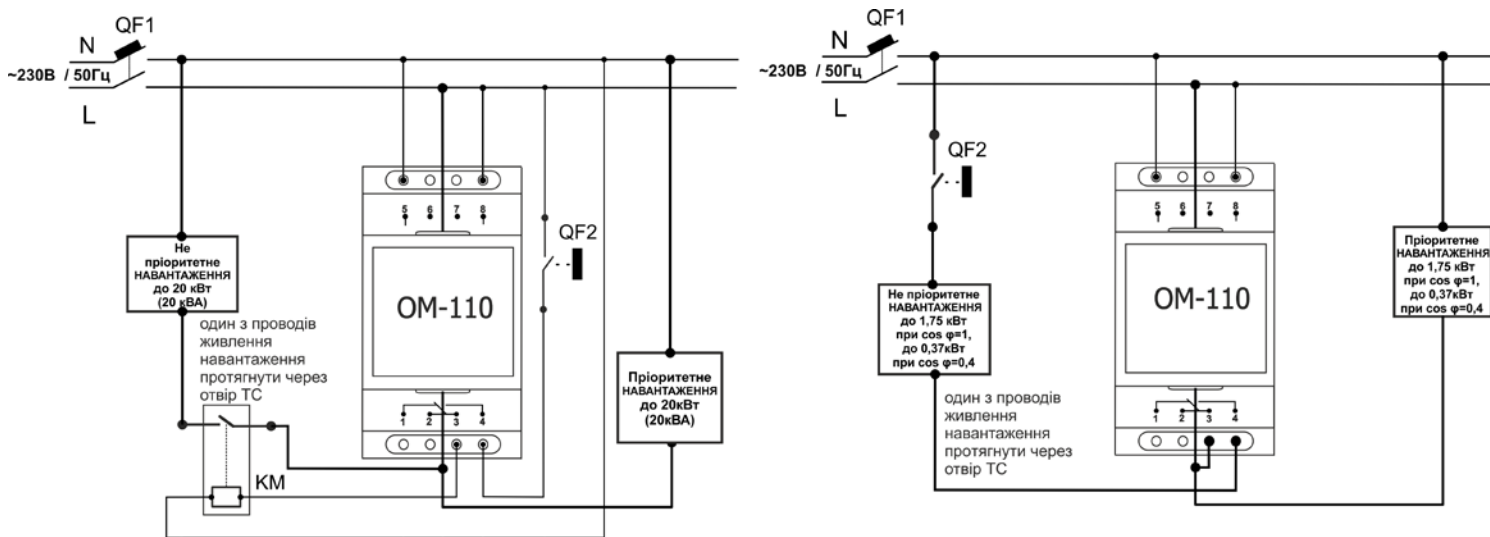 QF1
N
~230В / 50Гц
L
5 6 7 8
QF2
Не
пріоритетне
НАВАНТАЖЕННЯ
до 20 кВт
(20 кВА)
ОМ-110
один з проводів
живлення
навантаження
протягнути через
отвір ТС
Пріоритетне
НАВАНТАЖЕННЯ
до 20кВт
(20кВА)
1 2 3 4
КМ
QF1
N
~230В / 50Гц
L
QF2
5 6 7 8
Пріоритетне
НАВАНТАЖЕННЯ
до 1,75 кВт
при cos φ=1,
до 0,37кВт
при cos φ=0,4
Не пріоритетне
НАВАНТАЖЕННЯ
до 1,75 кВт
при cos φ=1,
до 0,37кВт
при cos φ=0,4
ОМ-110
один з проводів
живлення
навантаження
протягнути через
отвір ТС
1 2 3 4